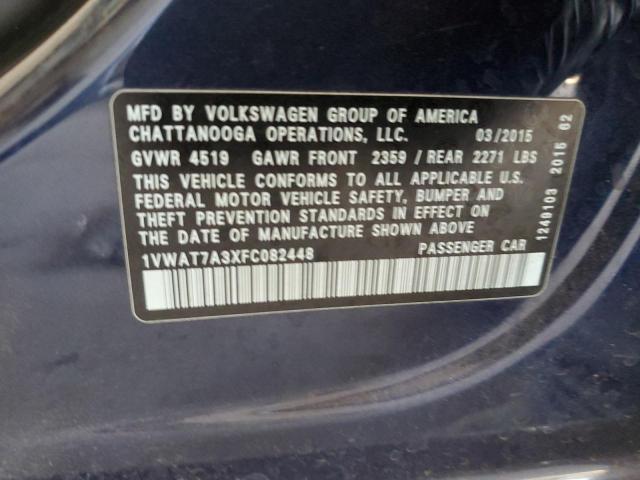 MFD BY VOLKSWAGEN GROUP OF AMERICA
CHATTANOOGA OPERATIONS, LLC. 03/2015
GVWR 4519 GAWR FRONT 2359 / REAR 2271 LBS
THIS VEHICLE CONFORMS TO ALL APPLICABLE U.S.
FEDERAL MOTOR VEHICLE SAFETY, BUMPER AND
THEFT PREVENTION STANDARDS IN EFFECT ON
THE DATE OF MANUFACTURE SHOWN ABOVE
1VWAT7A3XFC082448 PASSENGER CAR
1249103 2015 02